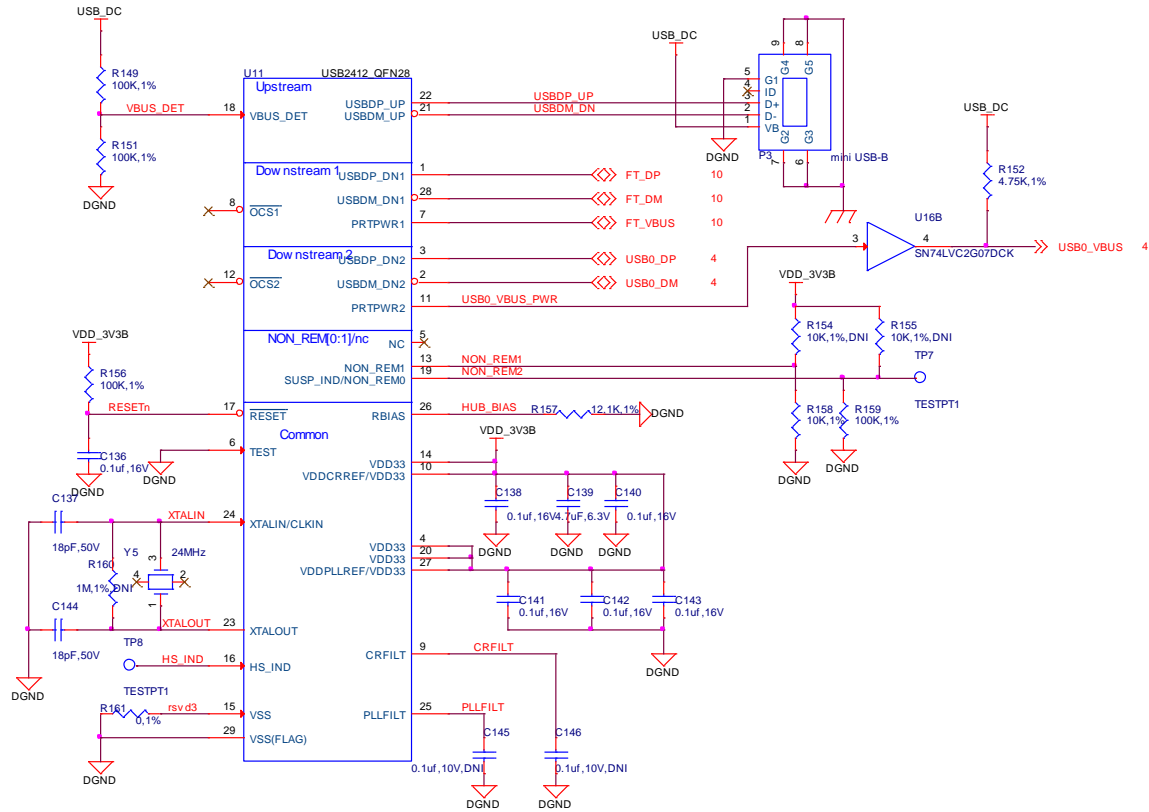 USB_DC
R149
100K,1%
VBUS_DET
R151
100K,1%
DGND
U11
USB2412_QFN28
Upstream
18
VBUS_DET
USBDP_UP
22
USBDM_UP
21
USBDP_UP
USBDM_DN
USB_DC
5
4
3
2
1
G1
ID
D+
D-
VB
9
8
G4
G5
G2
G3
7
6
P3
mini USB-B
DGND
USB_DC
R152
4.75K,1%
Downstream 1
USBDP_DN1
1
FT_DP
10
USBDM_DN1
28
FT_DM
10
8
OCS1
PRTPWR1
7
FT_VBUS
10
U16B
3
4
SN74LVC2G07DCK
USB0_VBUS
4
Downstream 2
USBDP_DN2
3
USB0_DP
4
12
OCS2
USBDM_DN2
2
USB0_DM
4
PRTPWR2
11
USB0_VBUS_PWR
VDD_3V3B
R154
10K,1%,DNI
R155
10K,1%,DNI
TP7
TESTPT1
NON_REM[0:1]/nc
NC
5
NON_REM1
13
NON_REM1
SUSP_IND/NON_REM0
19
NON_REM2
R158
10K,1%
R159
100K,1%
DGND
DGND
VDD_3V3B
R156
100K,1%
RESETn
17
RESET
RBIAS
26
HUB_BIAS
R157
12.1K,1%
DGND
Common
6
TEST
DGND
C136
0.1uf,16V
DGND
VDD_3V3B
VDD33
14
VDDCRREF/VDD33
10
C138
0.1uf,16V
C139
4.7uF,6.3V
C140
0.1uf,16V
DGND
DGND
DGND
C137
18pF,50V
XTALIN
24
XTALIN/CLKIN
Y5
24MHz
3
4
2
1
R160
1M,1%,DNI
VDD33
4
VDD33
20
VDDPLLREF/VDD33
27
C141
0.1uf,16V
C142
0.1uf,16V
C143
0.1uf,16V
DGND
C144
18pF,50V
XTALOUT
23
XTALOUT
DGND
TP8
HS_IND
16
HS_IND
TESTPT1
CRFILT
9
CRFILT
R161
0,1%
rsvd3
15
VSS
PLLFILT
25
PLLFILT
29
VSS(FLAG)
DGND
C145
0.1uf,10V,DNI
C146
0.1uf,10V,DNI
DGND
DGND